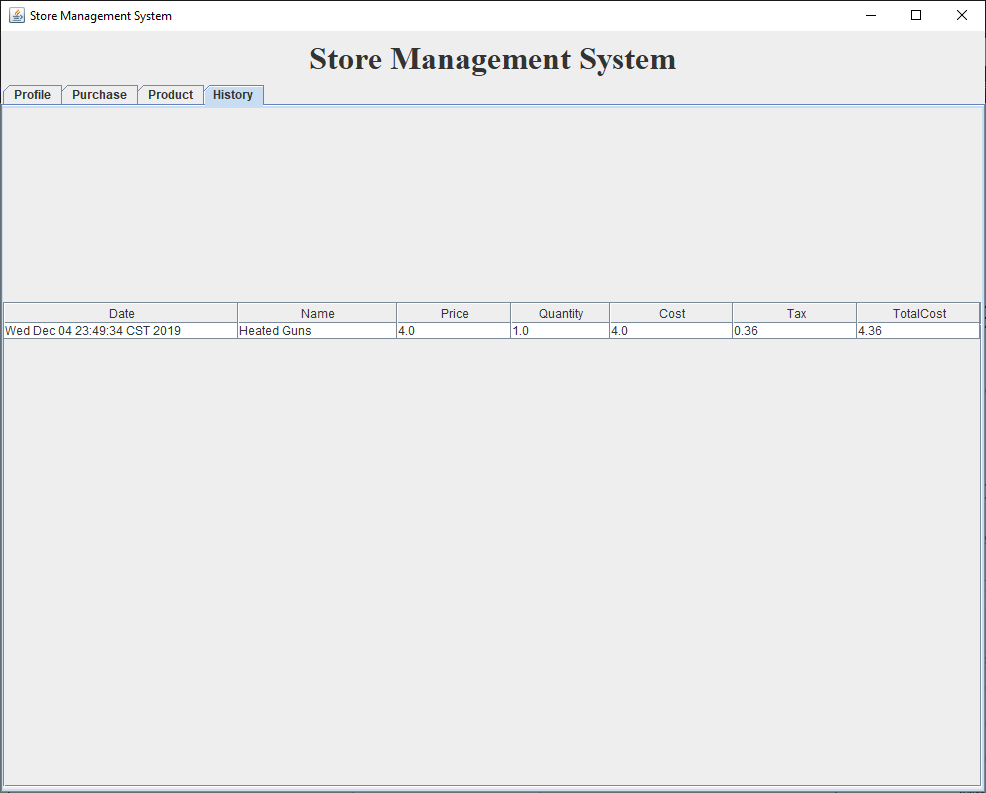 Store Management System
Store Management System
Profile Purchase Product History
Date Name Price Quantity Cost Tax TotalCost
Wed Dec 04 23:49:34 CST 2019 Heated Guns 4.0 1.0 4.0 0.36 4.36